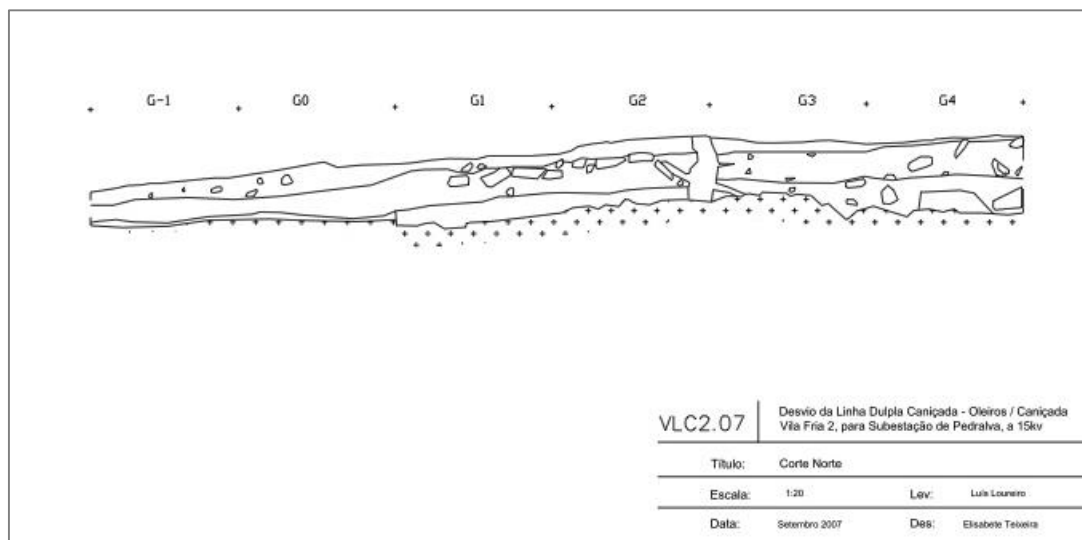 G-1 G0 G1 G2 G3 G4
VLC2.07
Desvio da Linha Dulpla Caniçada - Oleiros / Caniçada
Vila Fria 2, para Subestação de Pedralva, a 15kv
Título: Corte Norte
Escala: 1:20 Lev: Luís Loureiro
Data: Setembro 2007 Des: Elisabete Teixeira